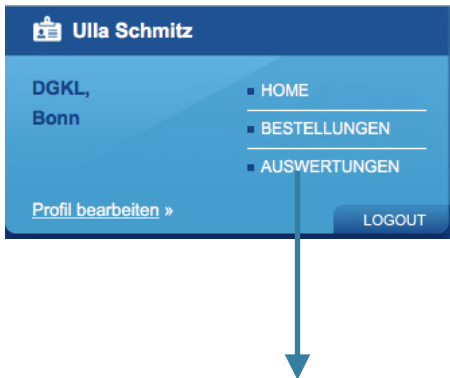 Ulla Schmitz
DGKL,
Bonn
HOME
BESTELLUNGEN
AUSWERTUNGEN
Profil bearbeiten »
LOGOUT